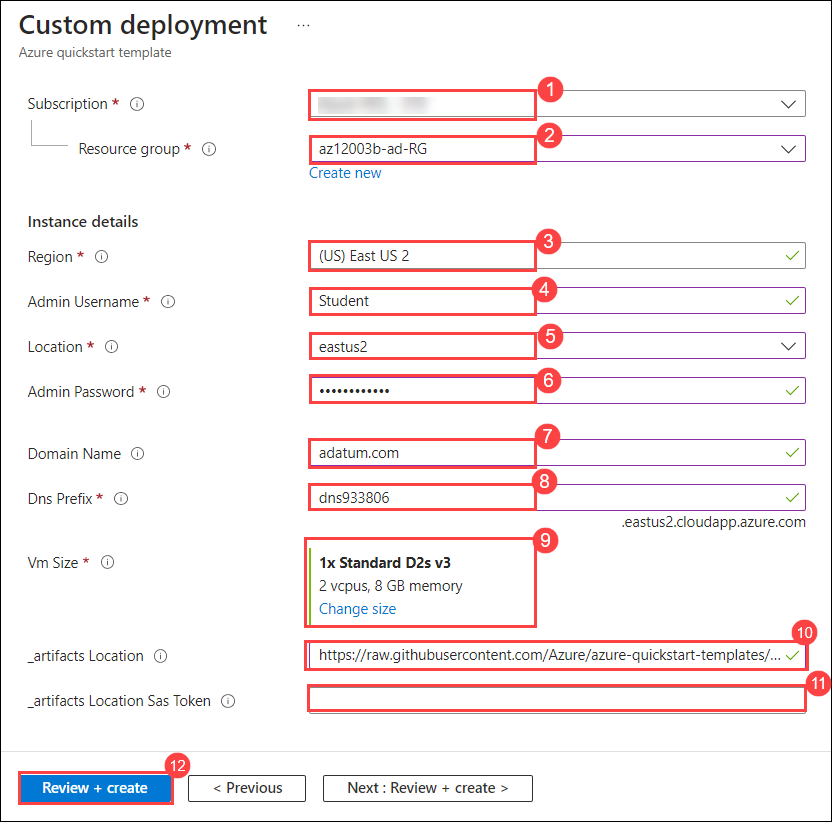 Custom deployment ...
Azure quickstart template
Subscription * 1
Resource group * az12003b-ad-RG 2
Create new
Instance details
Region * (US) East US 2 3
Admin Username * Student 4
Location * eastus2 5
Admin Password * •••••••••••• 6
Domain Name adatum.com 7
Dns Prefix * dns933806 8
.eastus2.cloudapp.azure.com
Vm Size * 1x Standard D2s v3 9
2 vcpus, 8 GB memory
Change size
_artifacts Location https://raw.githubusercontent.com/Azure/azure-quickstart-templates/... 10
_artifacts Location Sas Token 11
Review + create 12 < Previous Next : Review + create >